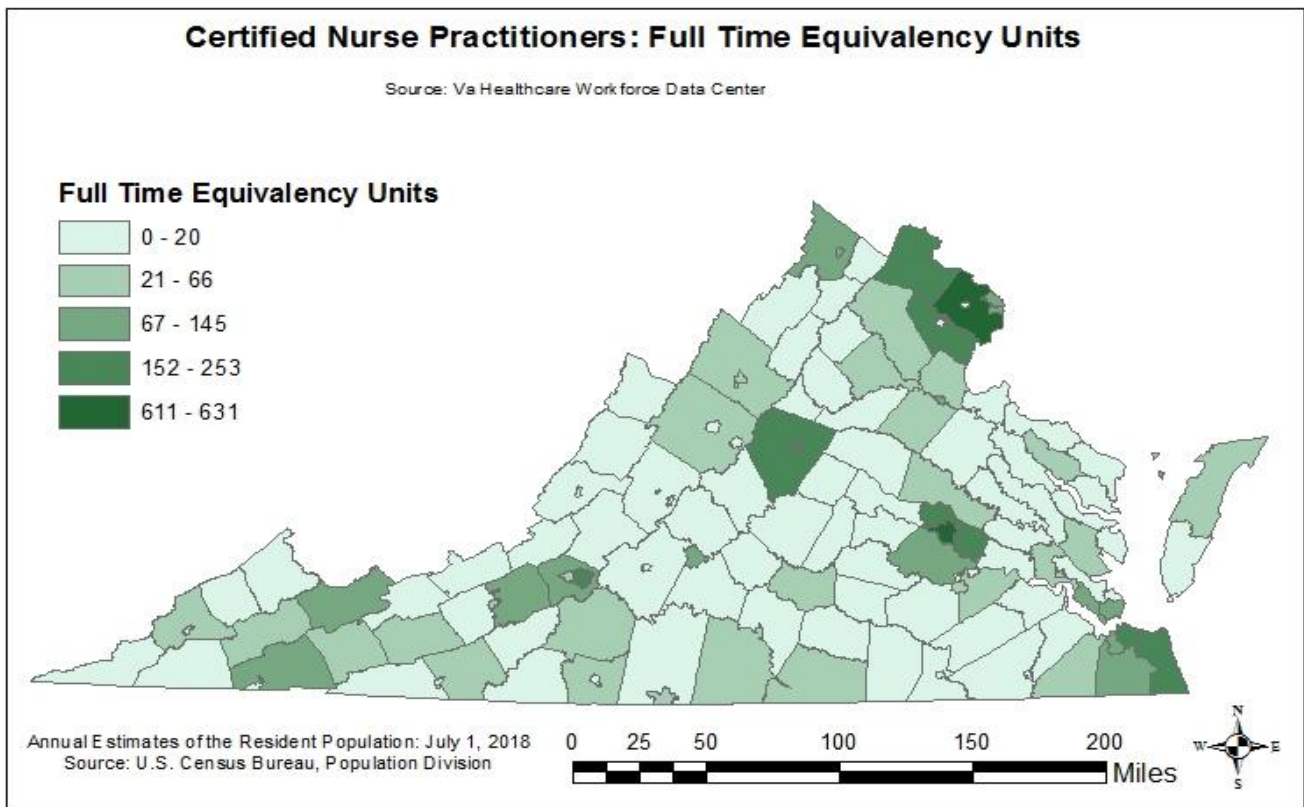 Certified Nurse Practitioners: Full Time Equivalency Units
Source: Va Healthcare Workforce Data Center
Full Time Equivalency Units
0 - 20
21 - 66
67 - 145
152 - 253
611 - 631
Annual Estimates of the Resident Population: July 1, 2018
Source: U.S. Census Bureau, Population Division
0 25 50 100 150 200
Miles
N
W E
S